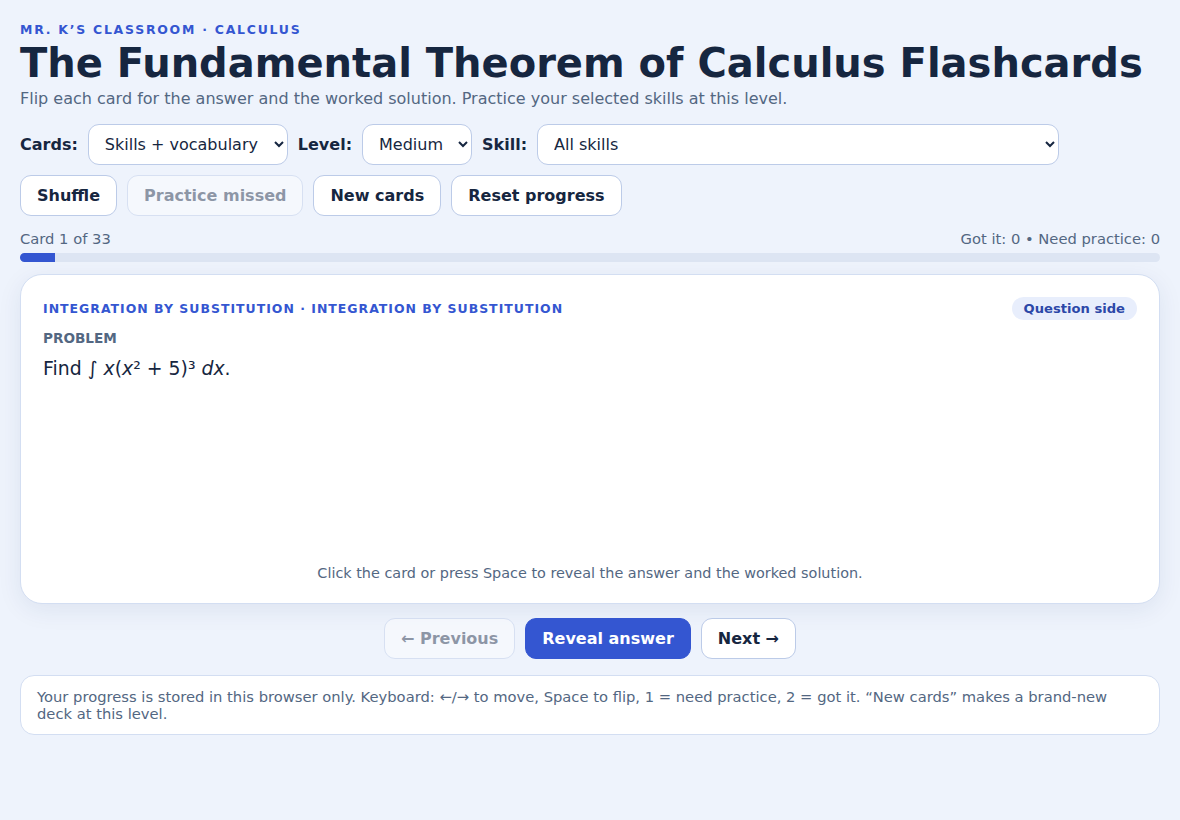 MR. K’S CLASSROOM · CALCULUS
The Fundamental Theorem of Calculus Flashcards
Flip each card for the answer and the worked solution. Practice your selected skills at this level.
Cards: Skills + vocabulary Level: Medium Skill: All skills
Shuffle Practice missed New cards Reset progress
Card 1 of 33 Got it: 0 • Need practice: 0
INTEGRATION BY SUBSTITUTION · INTEGRATION BY SUBSTITUTION Question side
PROBLEM
Find ∫ x(x² + 5)³ dx.
Click the card or press Space to reveal the answer and the worked solution.
← Previous Reveal answer Next →
Your progress is stored in this browser only. Keyboard: ←/→ to move, Space to flip, 1 = need practice, 2 = got it. “New cards” makes a brand-new
deck at this level.